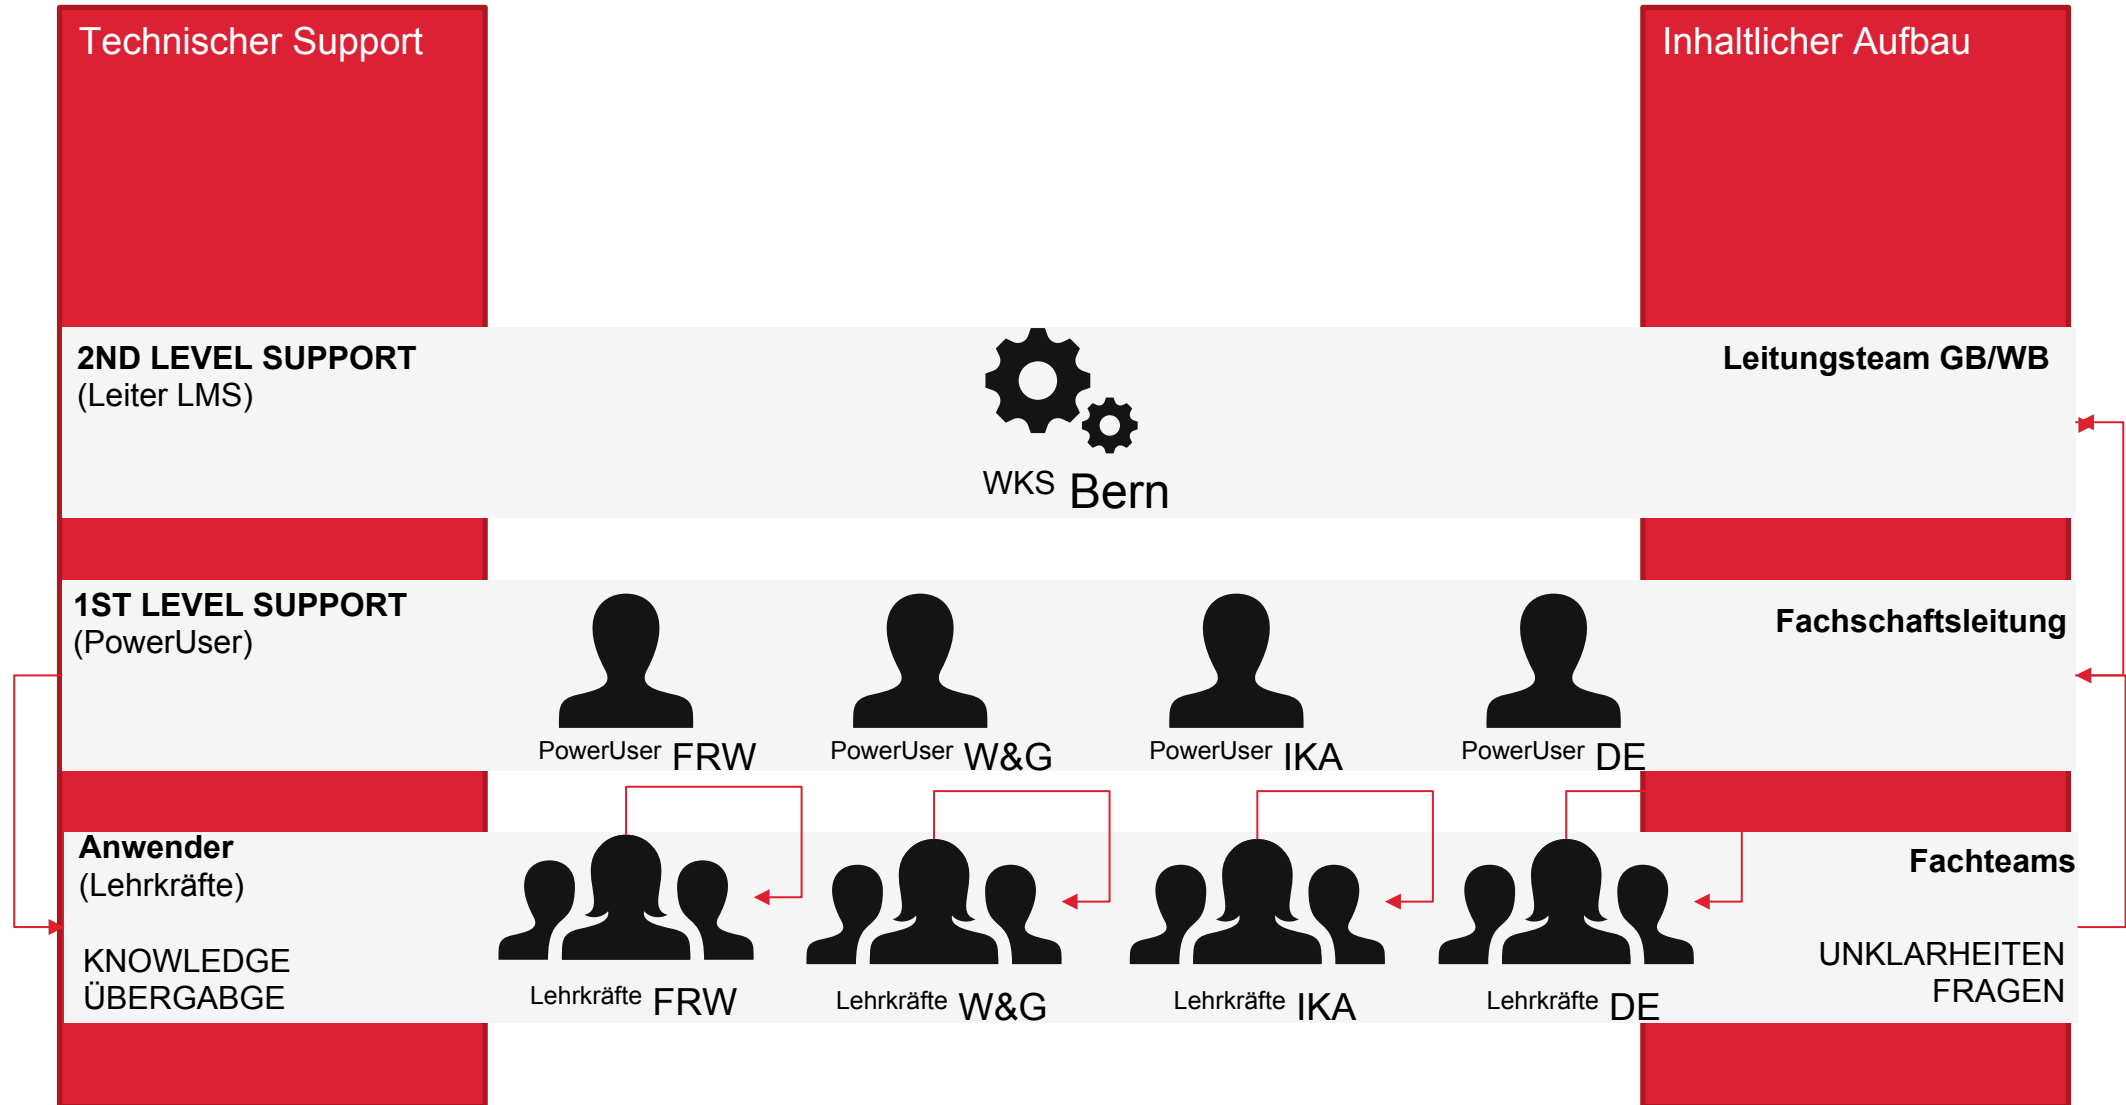 Technischer Support
Inhaltlicher Aufbau
2ND LEVEL SUPPORT
(Leiter LMS)
Leitungsteam GB/WB
WKS Bern
1ST LEVEL SUPPORT
(PowerUser)
Fachschaftsleitung
PowerUser FRW
PowerUser W&G
PowerUser IKA
PowerUser DE
Anwender
(Lehrkräfte)
Fachteams
KNOWLEDGE
ÜBERGABGE
UNKLARHEITEN
FRAGEN
Lehrkräfte FRW
Lehrkräfte W&G
Lehrkräfte IKA
Lehrkräfte DE